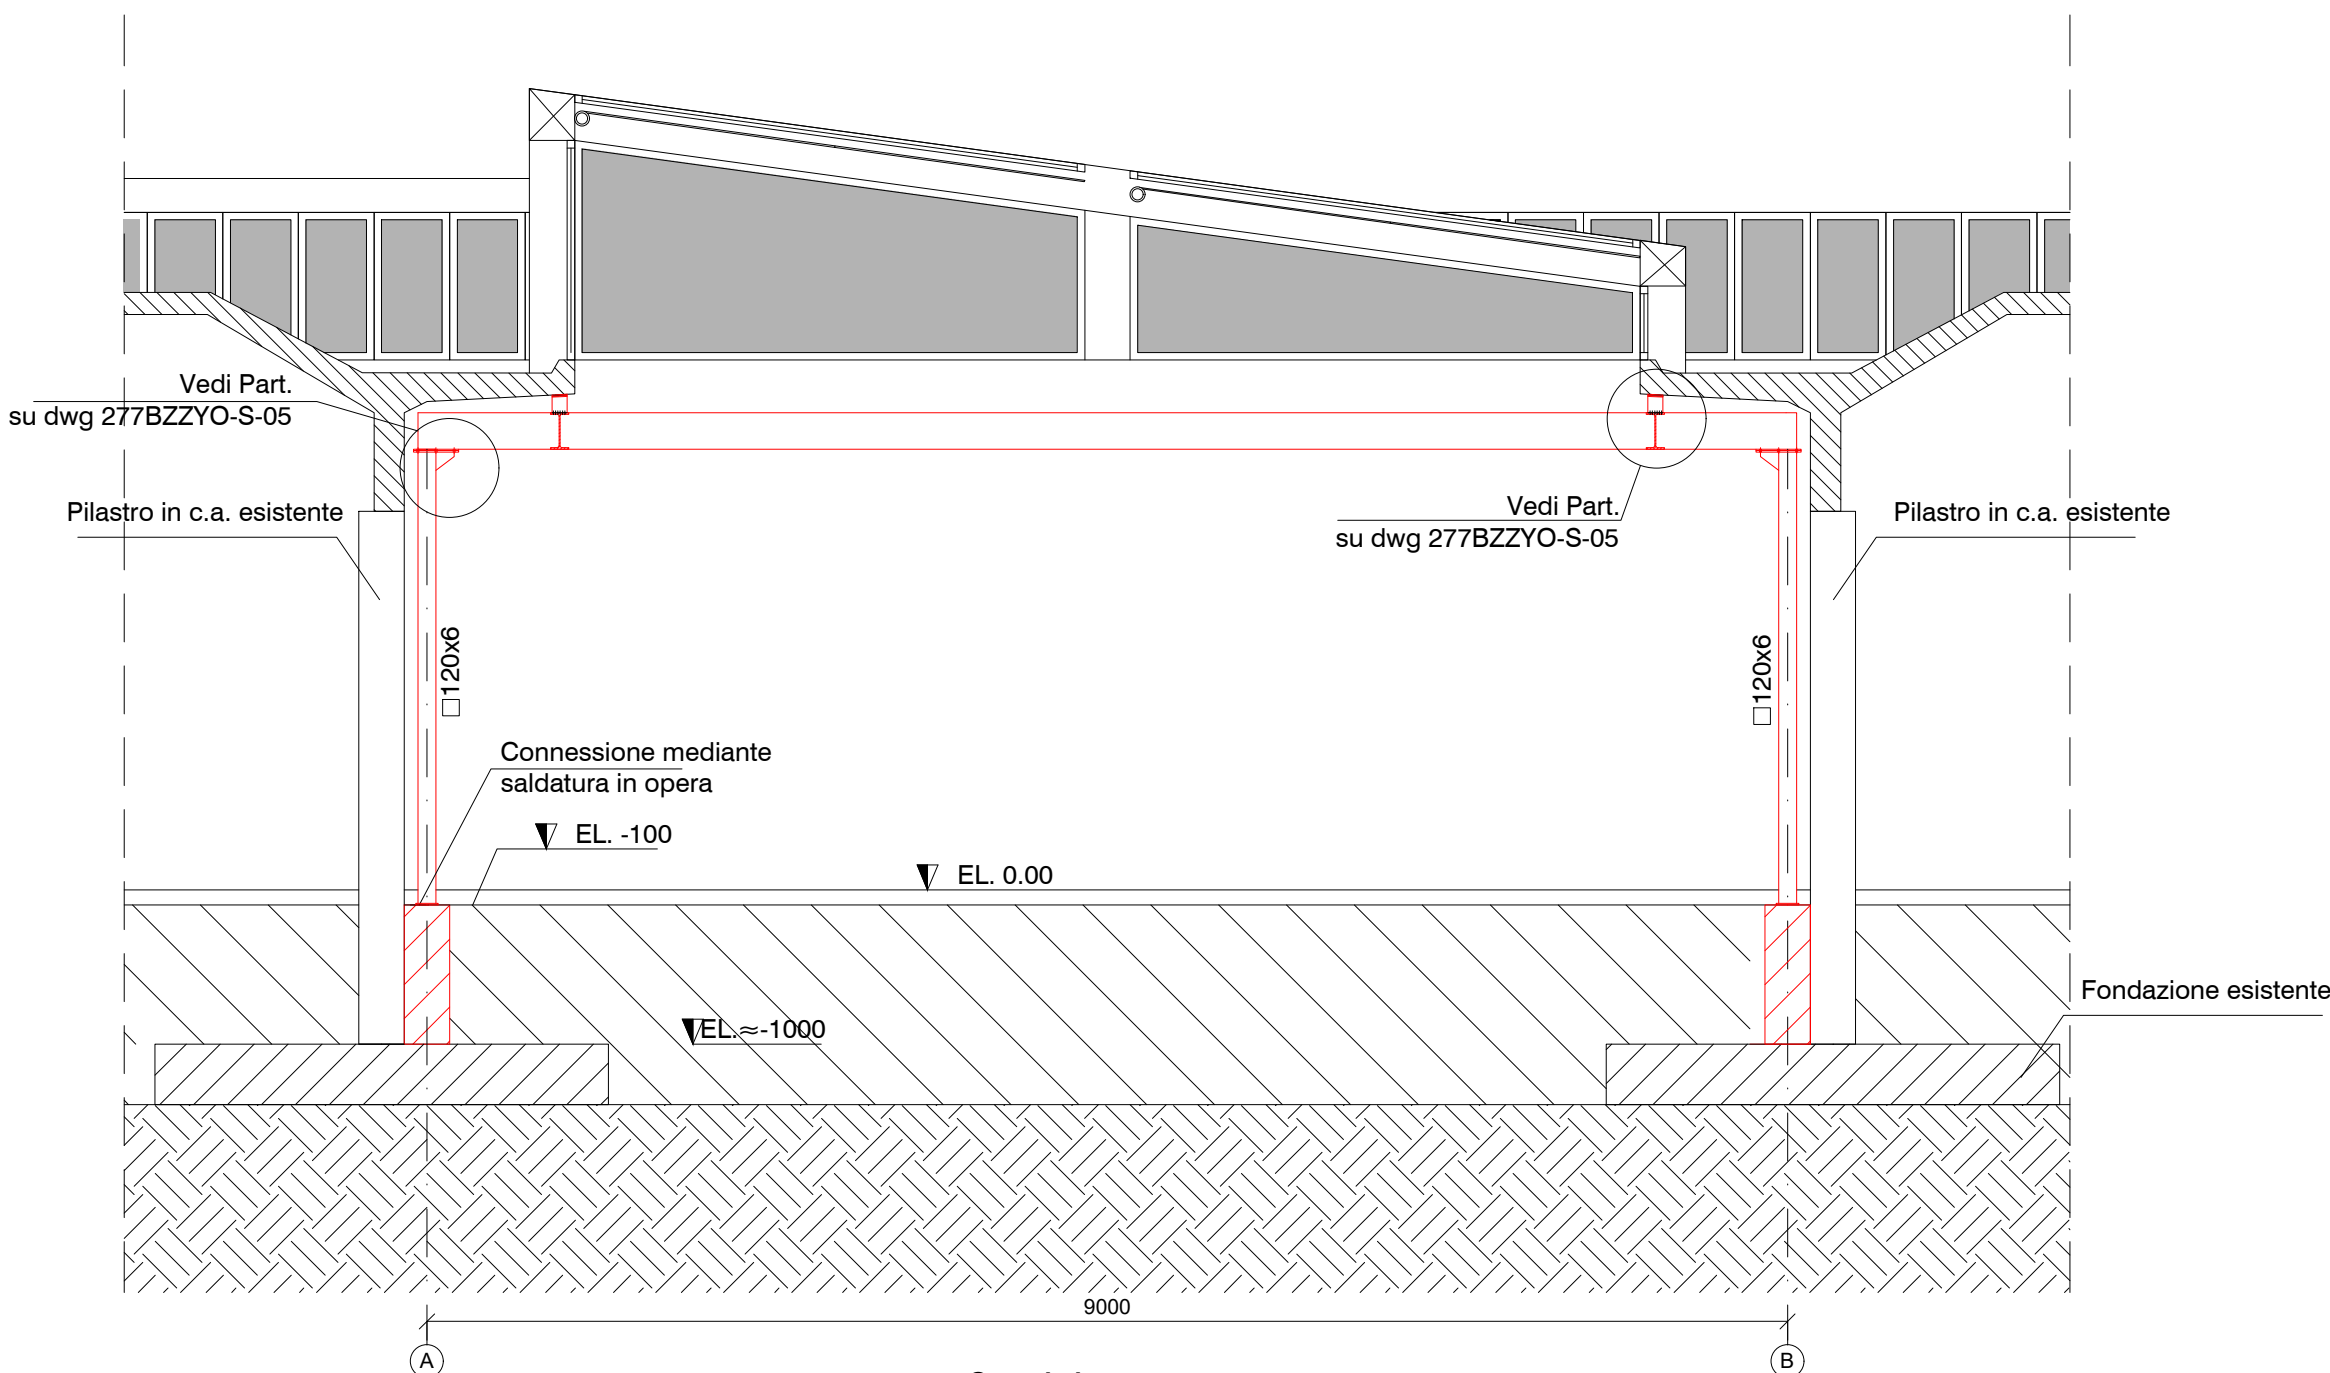 Vedi Part.
su dwg 277BZZYO-S-05
Pilastro in c.a. esistente
Vedi Part.
su dwg 277BZZYO-S-05
Pilastro in c.a. esistente
□120x6
□120x6
Connessione mediante
saldatura in opera
EL. -100
EL. 0.00
Fondazione esistente
EL.≈-1000
9000
A
B